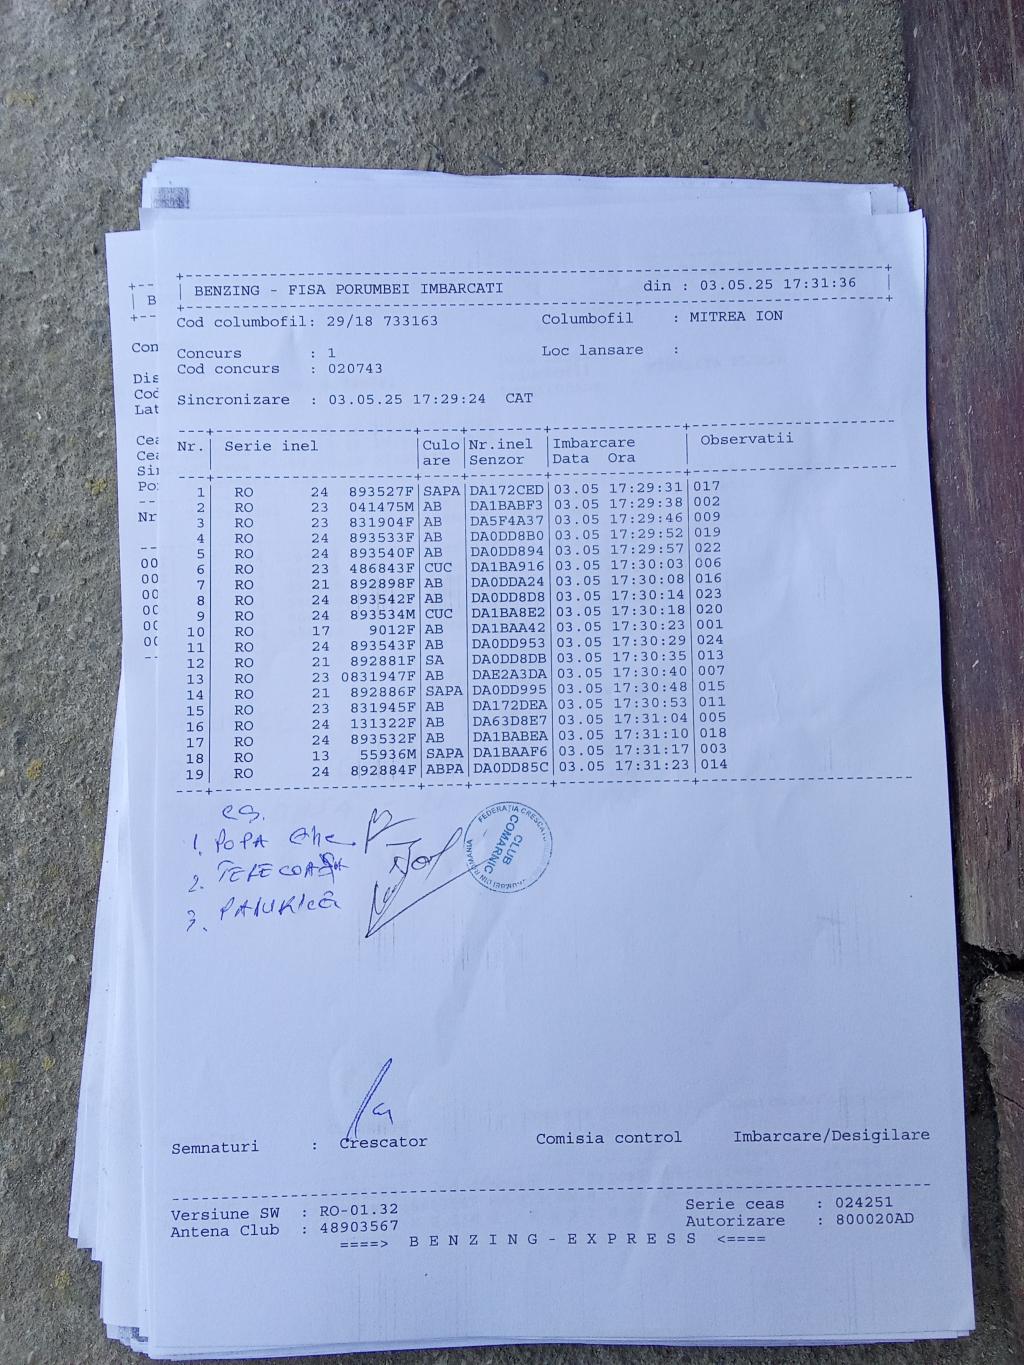 BENZING - FISA PORUMBEI IMBARCATI din : 03.05.25 17:31:36
Cod columbofil: 29/18 733163 Columbofil : MITREA ION
Concurs : 1 Loc lansare :
Cod concurs : 020743
Sincronizare : 03.05.25 17:29:24 CAT
Nr. Serie inel Culo Nr.inel Imbarcare Observatii
are Senzor Data Ora
1 RO 24 893527F SAPA DA172CED 03.05 17:29:31 017
2 RO 23 041475M AB DA1BABF3 03.05 17:29:38 002
3 RO 23 831904F AB DA5F4A37 03.05 17:29:46 009
4 RO 24 893533F AB DA0DD8B0 03.05 17:29:52 019
5 RO 24 893540F AB DA0DD894 03.05 17:29:57 022
6 RO 23 486843F CUC DA1BA916 03.05 17:30:03 006
7 RO 21 892898F AB DA0DDA24 03.05 17:30:08 016
8 RO 24 893542F AB DA0DD8D8 03.05 17:30:14 023
9 RO 24 893534M CUC DA1BA8E2 03.05 17:30:18 020
10 RO 17 9012F AB DA1BAA42 03.05 17:30:23 001
11 RO 24 893543F AB DA0DD953 03.05 17:30:29 024
12 RO 21 892881F SA DA0DD8DB 03.05 17:30:35 013
13 RO 23 0831947F AB DAE2A3DA 03.05 17:30:40 007
14 RO 21 892886F SAPA DA0DD995 03.05 17:30:48 015
15 RO 23 831945F AB DA172DEA 03.05 17:30:53 011
16 RO 24 131322F AB DA63D8E7 03.05 17:31:04 005
17 RO 24 893532F AB DA1BABEA 03.05 17:31:10 018
18 RO 13 55936M SAPA DA1BAAF6 03.05 17:31:17 003
19 RO 24 892884F ABPA DA0DD85C 03.05 17:31:23 014
1. POPA Ghe
2.
3.
CLUB
COMARNIC
Semnaturi : Crescator Comisia control Imbarcare/Desigilare
Versiune SW : RO-01.32 Serie ceas : 024251
Antena Club : 48903567 Autorizare : 800020AD
====> B E N Z I N G - E X P R E S S <====